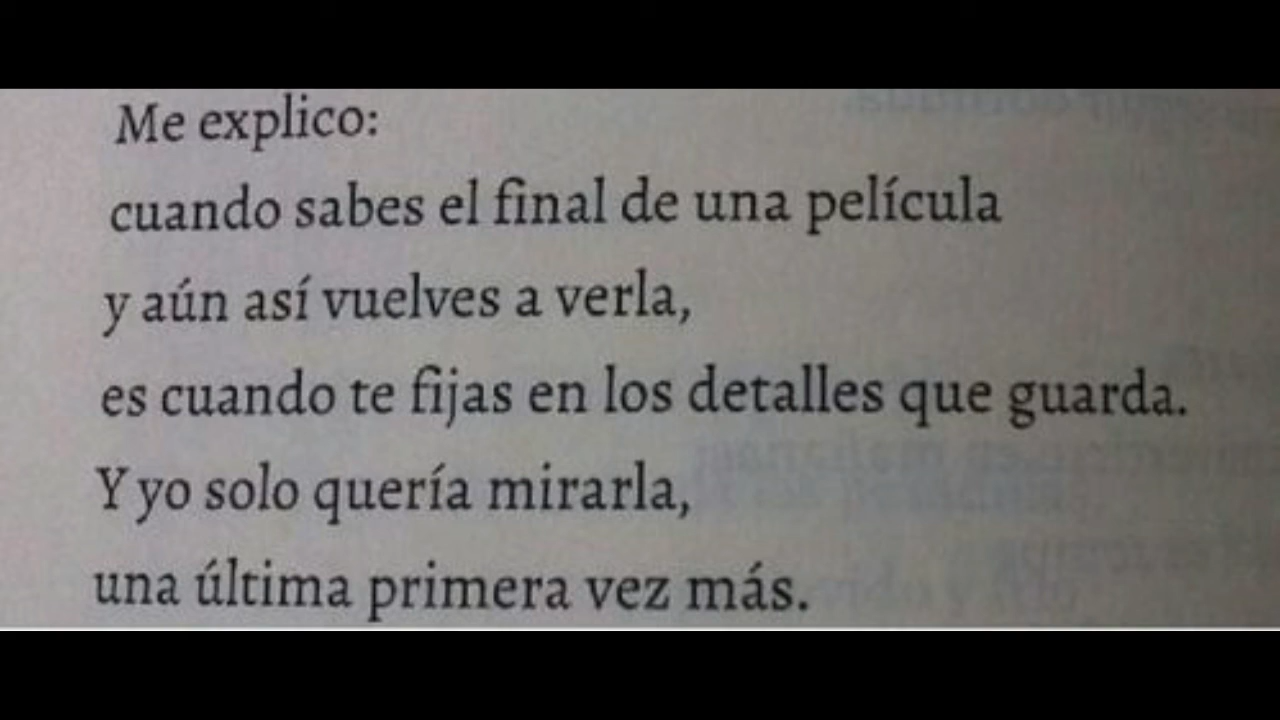 Me explico:
cuando sabes el final de una película
y aún así vuelves a verla,
es cuando te fijas en los detalles que guarda.
Y yo solo quería mirarla,
una última primera vez más.